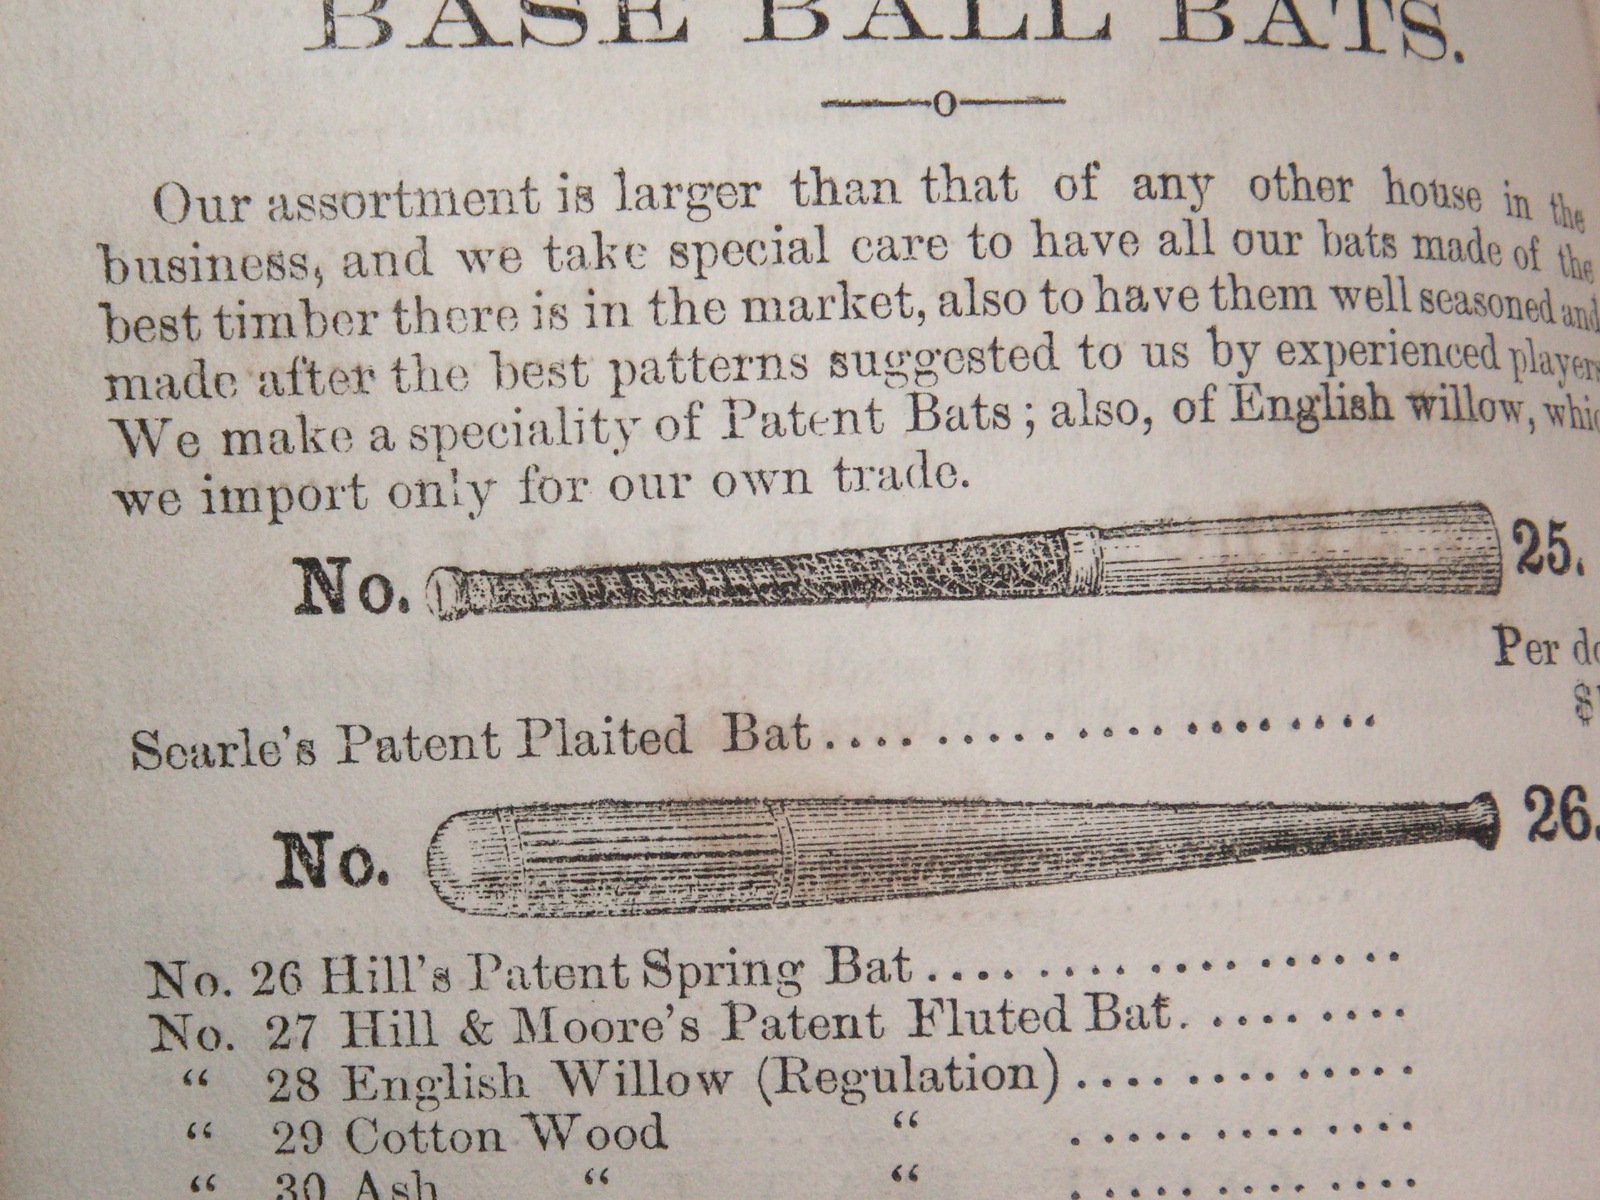 BASE BALL BATS.
Our assortment is larger than that of any other house in the
business, and we take special care to have all our bats made of the
best timber there is in the market, also to have them well seasoned and
made after the best patterns suggested to us by experienced players
We make a speciality of Patent Bats; also, of English willow, whic
we import only for our own trade.
No. 25.
Per do
$
Searle's Patent Plaited Bat....................
No. 26.
No. 26 Hill's Patent Spring Bat..................
No. 27 Hill & Moore's Patent Fluted Bat.........
“ 28 English Willow (Regulation).............
“ 29 Cotton Wood “ .............
“ 30 Ash “ “ .............